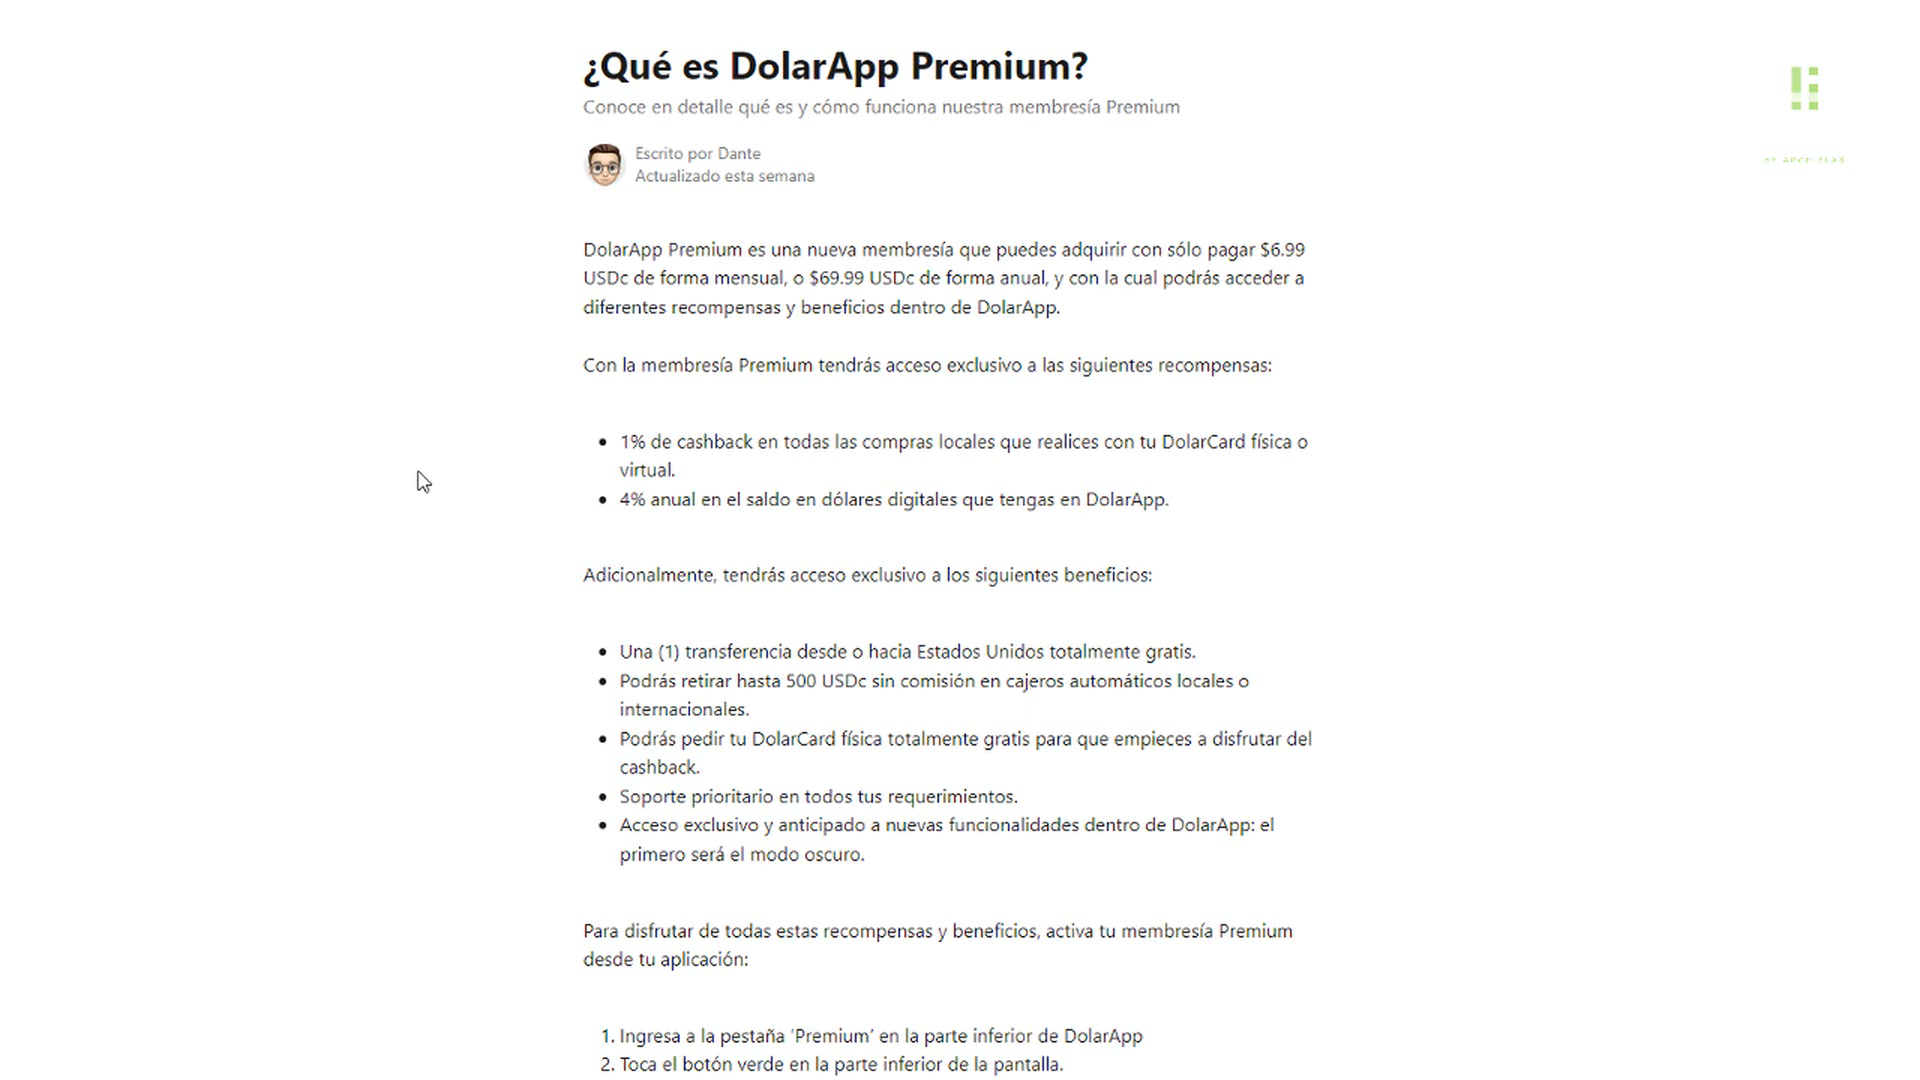 ¿Qué es DolarApp Premium?
Conoce en detalle qué es y cómo funciona nuestra membresía Premium
Escrito por Dante
Actualizado esta semana
DolarApp Premium es una nueva membresía que puedes adquirir con sólo pagar $6.99
USDc de forma mensual, o $69.99 USDc de forma anual, y con la cual podrás acceder a
diferentes recompensas y beneficios dentro de DolarApp.
Con la membresía Premium tendrás acceso exclusivo a las siguientes recompensas:
• 1% de cashback en todas las compras locales que realices con tu DolarCard física o
virtual.
• 4% anual en el saldo en dólares digitales que tengas en DolarApp.
Adicionalmente, tendrás acceso exclusivo a los siguientes beneficios:
• Una (1) transferencia desde o hacia Estados Unidos totalmente gratis.
• Podrás retirar hasta 500 USDc sin comisión en cajeros automáticos locales o
internacionales.
• Podrás pedir tu DolarCard física totalmente gratis para que empieces a disfrutar del
cashback.
• Soporte prioritario en todos tus requerimientos.
• Acceso exclusivo y anticipado a nuevas funcionalidades dentro de DolarApp: el
primero será el modo oscuro.
Para disfrutar de todas estas recompensas y beneficios, activa tu membresía Premium
desde tu aplicación:
1. Ingresa a la pestaña ‘Premium’ en la parte inferior de DolarApp
2. Toca el botón verde en la parte inferior de la pantalla.